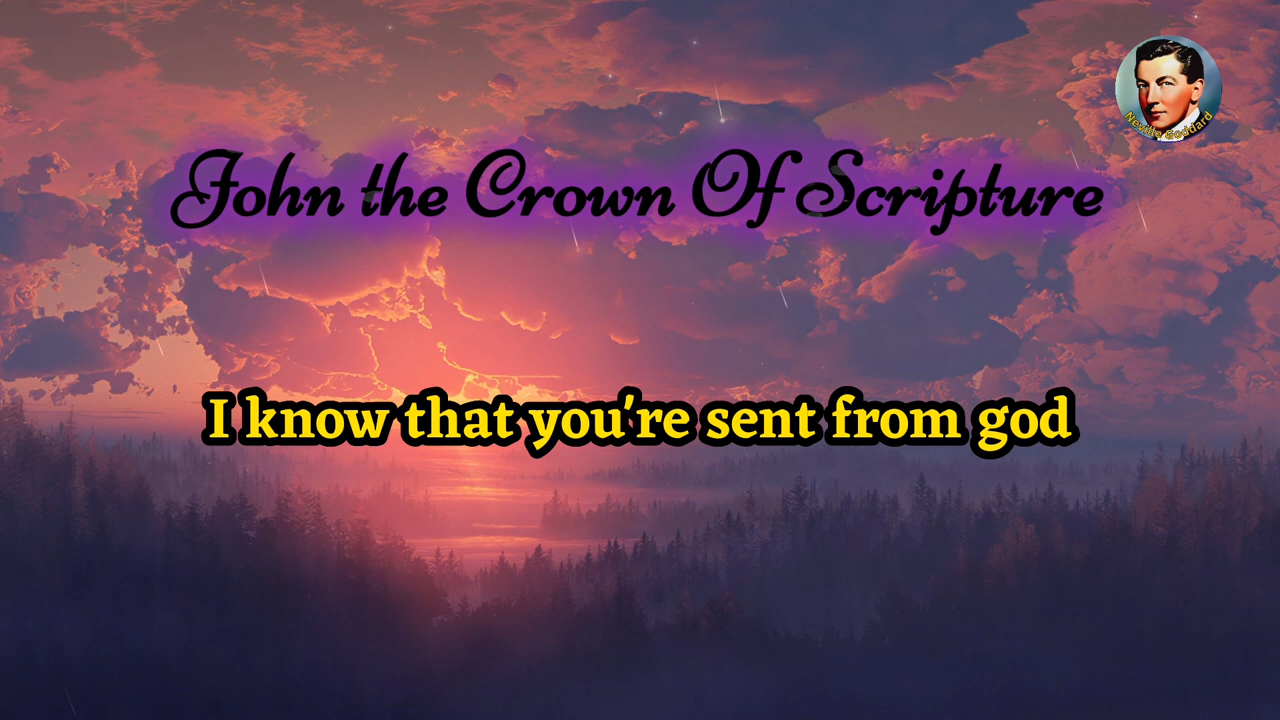 Neville Goddard
John the Crown Of Scripture
I know that you're sent from god